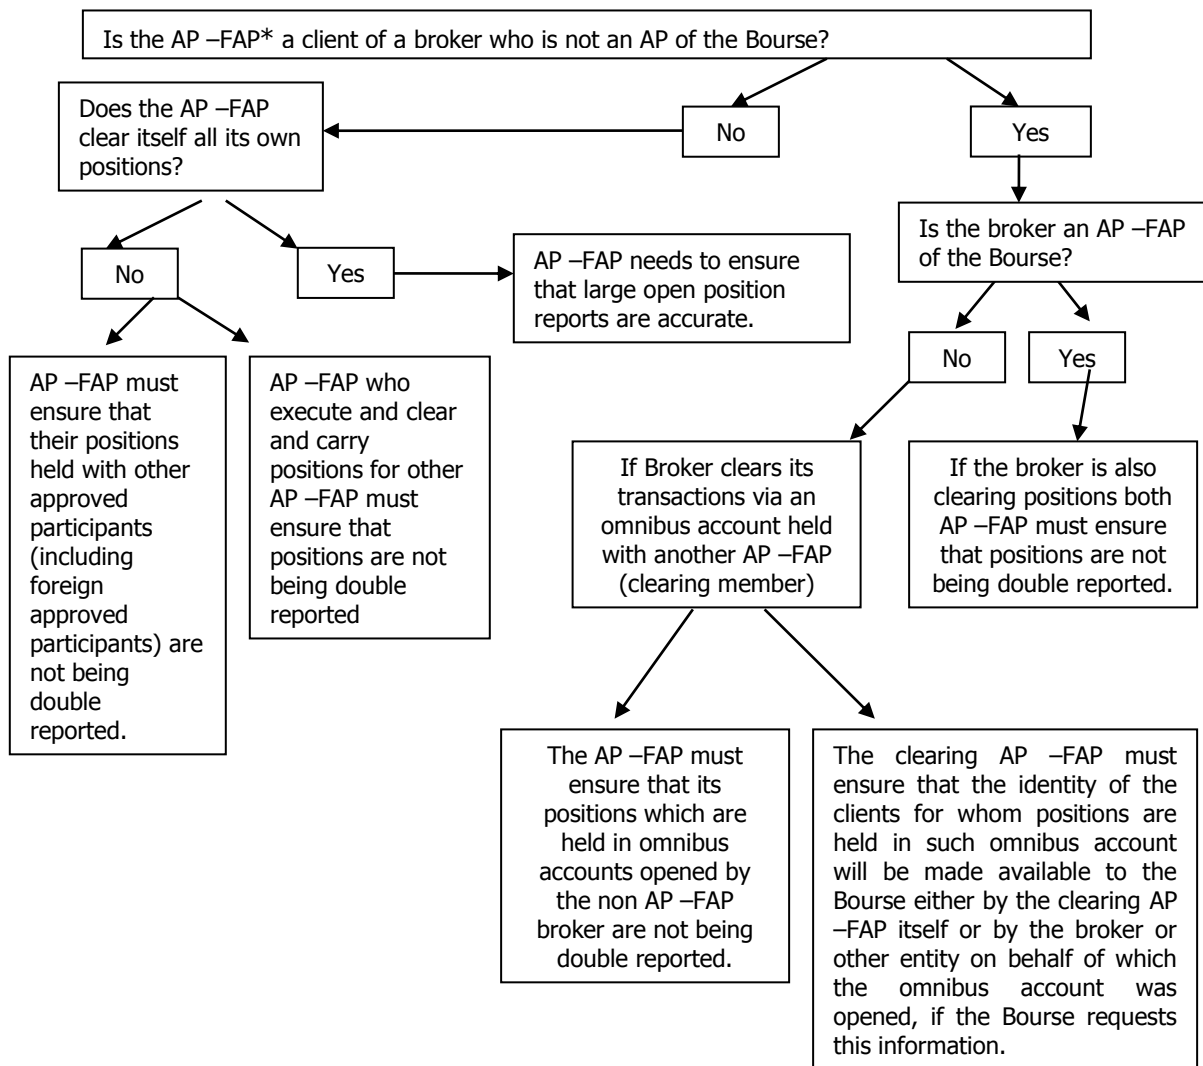 Is the AP –FAP* a client of a broker who is not an AP of the Bourse?
Does the AP –FAP
clear itself all its own
positions?
No
Yes
Is the broker an AP –FAP
of the Bourse?
No
Yes
AP –FAP needs to ensure
that large open position
reports are accurate.
No
Yes
AP –FAP must
ensure that
their positions
held with other
approved
participants
(including
foreign
approved
participants) are
not being
double
reported.
AP –FAP who
execute and clear
and carry
positions for other
AP –FAP must
ensure that
positions are not
being double
reported
If Broker clears its
transactions via an
omnibus account held
with another AP –FAP
(clearing member)
If the broker is also
clearing positions both
AP –FAP must ensure
that positions are not
being double reported.
The AP –FAP must
ensure that its
positions which are
held in omnibus
accounts opened by
the non AP –FAP
broker are not being
double reported.
The clearing AP –FAP must
ensure that the identity of the
clients for whom positions are
held in such omnibus account
will be made available to the
Bourse either by the clearing AP
–FAP itself or by the broker or
other entity on behalf of which
the omnibus account was
opened, if the Bourse requests
this information.